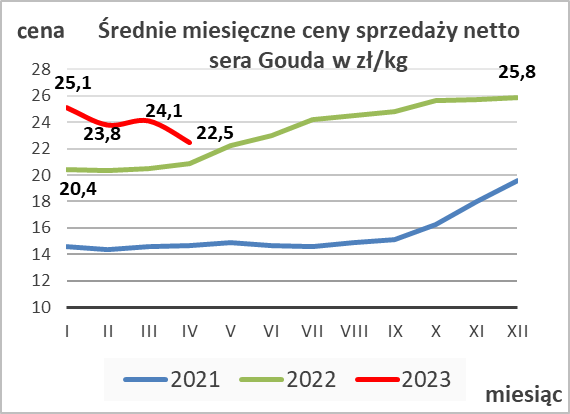 cena
Średnie miesięczne ceny sprzedaży netto
sera Gouda w zł/kg
28
26
24
22
20
18
16
14
12
10
25,1
23,8
24,1
22,5
20,4
25,8
I II III IV V VI VII VIII IX X XI XII
2021 2022 2023
miesiąc